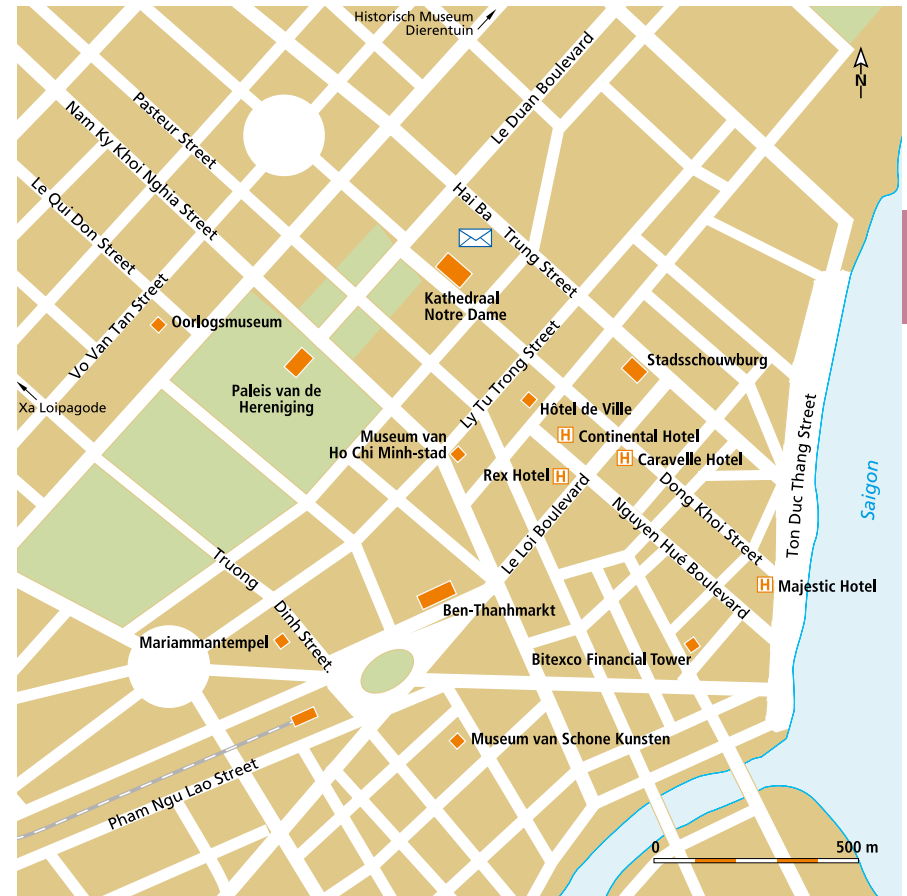 Historisch Museum
Dierentuin
N
Le Duan Boulevard
Pasteur Street
Nam Ky Khoi Nghia Street
Le Qui Don Street
Hai Ba Trung Street
Vo Van Tan Street
Kathedraal
Notre Dame
Oorlogsmuseum
Paleis van de
Hereniging
Xa Loipagode
Ly Tu Trong Street
Stadsschouwburg
Hôtel de Ville
Museum van
Ho Chi Minh-stad
H Continental Hotel
H Caravelle Hotel
Rex Hotel H
Ton Duc Thang Street
Saigon
Dong Khoi Street
Nguyen Hué Boulevard
Le Loi Boulevard
H Majestic Hotel
Truong Dinh Street.
Ben-Thanhmarkt
Mariammantempel
Bitexco Financial Tower
Museum van Schone Kunsten
Pham Ngu Lao Street
0 500 m